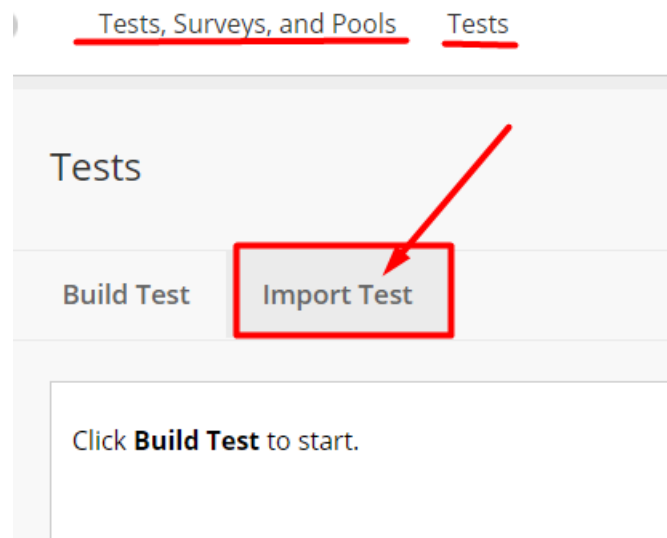 Tests, Surveys, and Pools Tests
Tests
Build Test Import Test
Click Build Test to start.